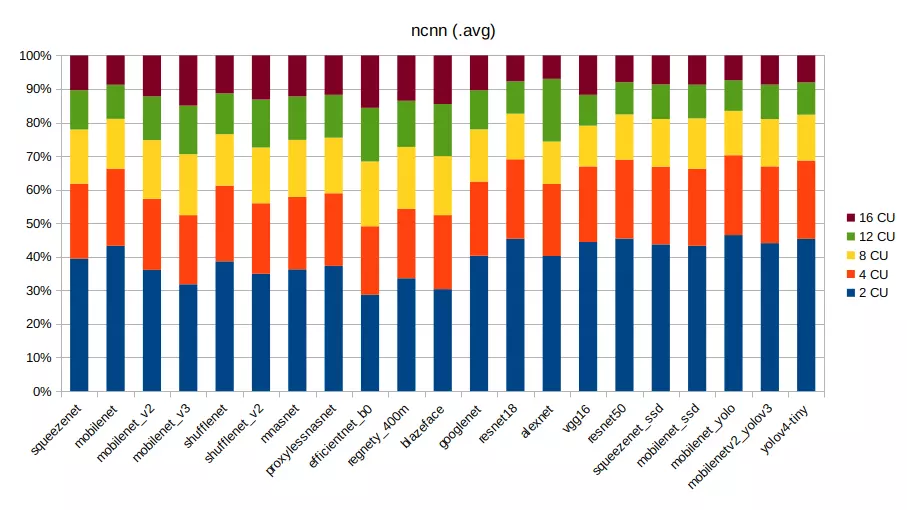 ncnn (.avg)
100%
90%
80%
70%
60%
50%
40%
30%
20%
10%
0%
16 CU
12 CU
8 CU
4 CU
2 CU
squeezenet
mobilenet
mobilenet_v2
mobilenet_v3
shufflenet
shufflenet_v2
mnasnet
proxylessnasnet
efficientnet_b0
regnety_400m
blazeface
googlenet
resnet18
alexnet
vgg16
resnet50
squeezenet_ssd
mobilenet_ssd
mobilenet_yolo
mobilenetv2_yolov3
yolov4-tiny